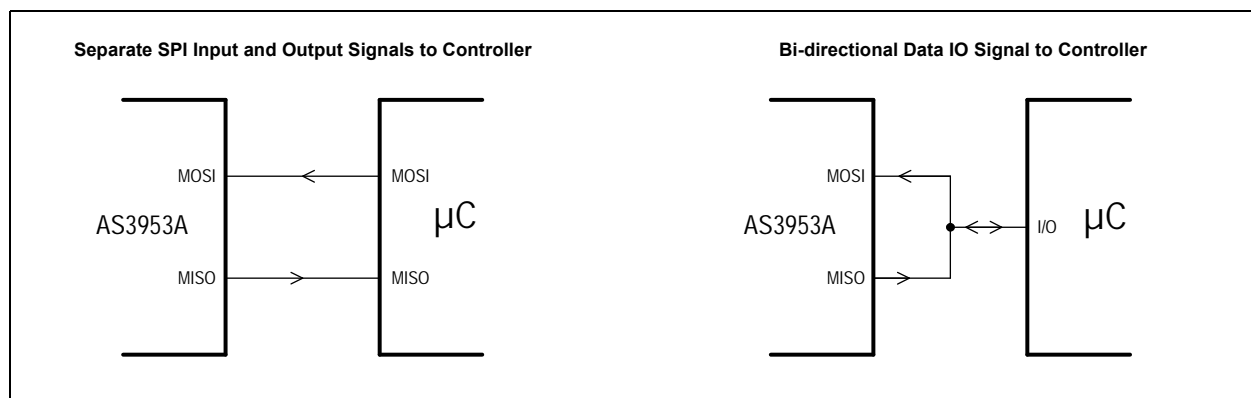 Separate SPI Input and Output Signals to Controller
MOSI
MOSI
AS3953A
µC
MISO
MISO
Bi-directional Data IO Signal to Controller
MOSI
AS3953A
I/O
µC
MISO